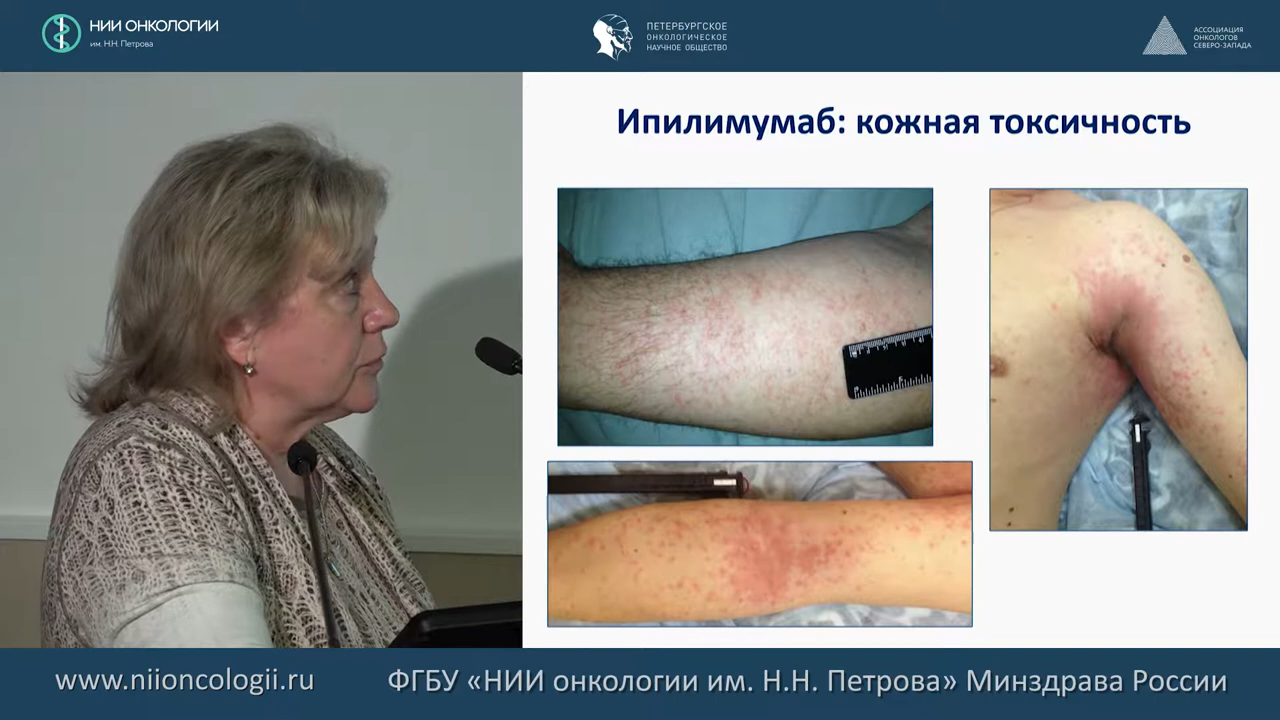 НИИ ОНКОЛОГИИ
им. Н.Н. Петрова
ПЕТЕРБУРГСКОЕ
ОНКОЛОГИЧЕСКОЕ
НАУЧНОЕ ОБЩЕСТВО
АССОЦИАЦИЯ
ОНКОЛОГОВ
СЕВЕРО-ЗАПАДА
Ипилимумаб: кожная токсичность
www.niioncologii.ru
ФГБУ «НИИ онкологии им. Н.Н. Петрова» Минздрава России